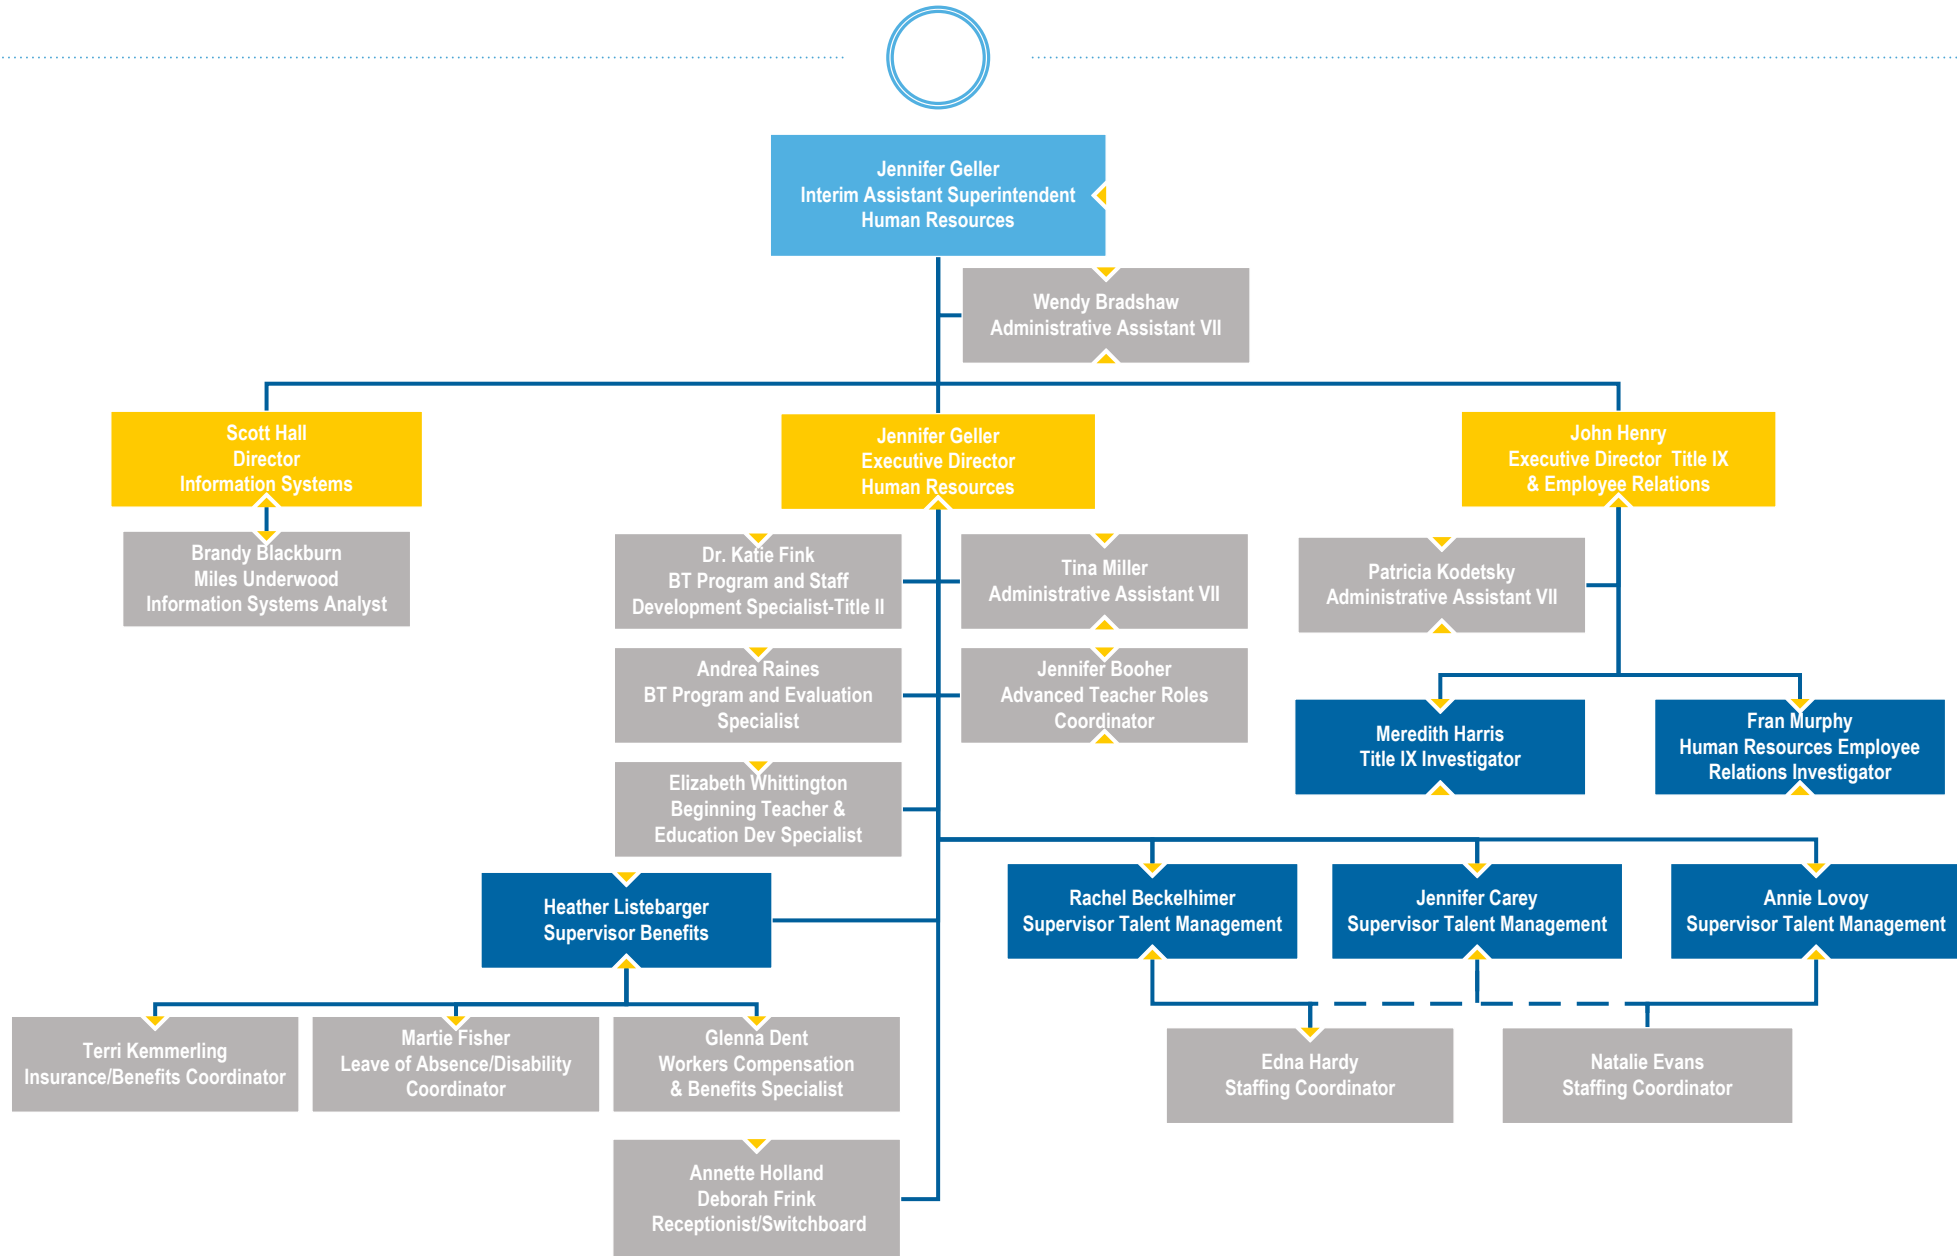 Jennifer Geller
Interim Assistant Superintendent
Human Resources
Wendy Bradshaw
Administrative Assistant VII
Scott Hall
Director
Information Systems
Jennifer Geller
Executive Director
Human Resources
John Henry
Executive Director  Title IX
& Employee Relations
Brandy Blackburn
Miles Underwood
Information Systems Analyst
Dr. Katie Fink
BT Program and Staff
Development Specialist-Title II
Tina Miller
Administrative Assistant VII
Patricia Kodetsky
Administrative Assistant VII
Andrea Raines
BT Program and Evaluation
Specialist
Jennifer Booher
Advanced Teacher Roles
Coordinator
Meredith Harris
Title IX Investigator
Fran Murphy
Human Resources Employee
Relations Investigator
Elizabeth Whittington
Beginning Teacher &
Education Dev Specialist
Heather Listebarger
Supervisor Benefits
Rachel Beckelhimer
Supervisor Talent Management
Jennifer Carey
Supervisor Talent Management
Annie Lovoy
Supervisor Talent Management
Terri Kemmerling
Insurance/Benefits Coordinator
Martie Fisher
Leave of Absence/Disability
Coordinator
Glenna Dent
Workers Compensation
& Benefits Specialist
Edna Hardy
Staffing Coordinator
Natalie Evans
Staffing Coordinator
Annette Holland
Deborah Frink
Receptionist/Switchboard